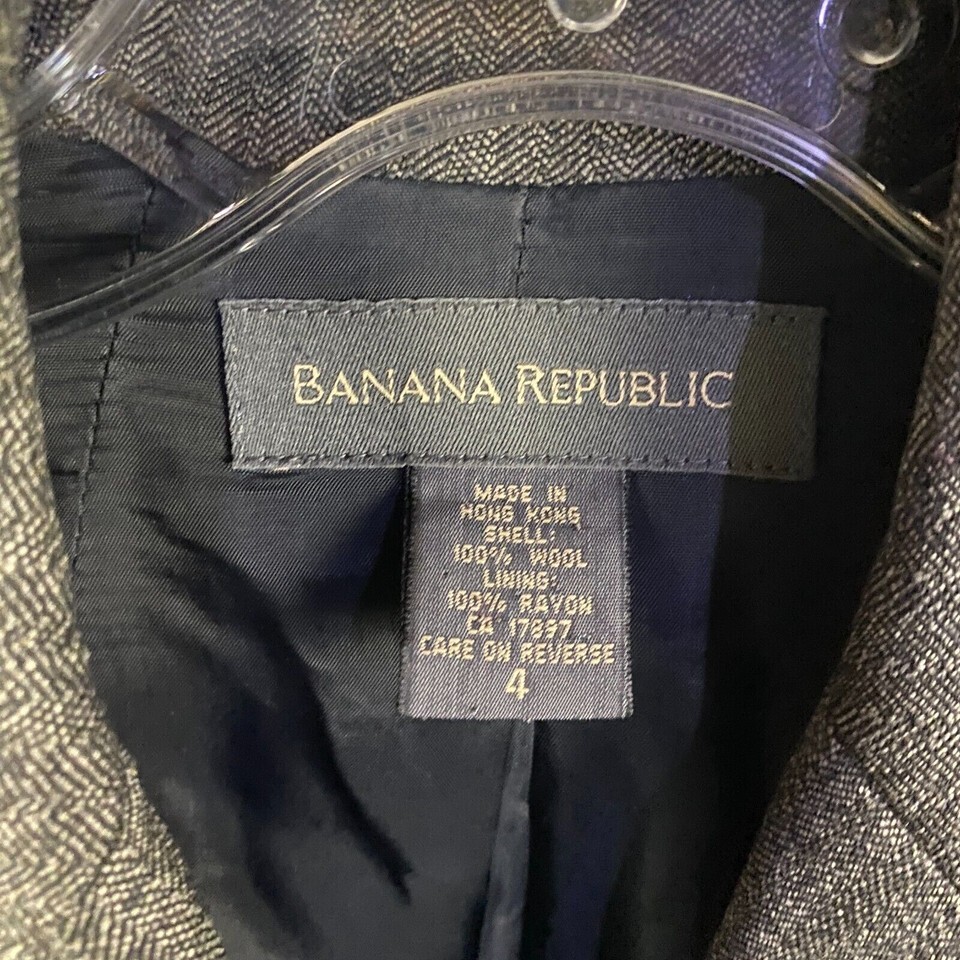 BANANA REPUBLIC
MADE IN
HONG KONG
SHELL:
100% WOOL
LINING:
100% RAYON
CA 17897
CARE ON REVERSE
4